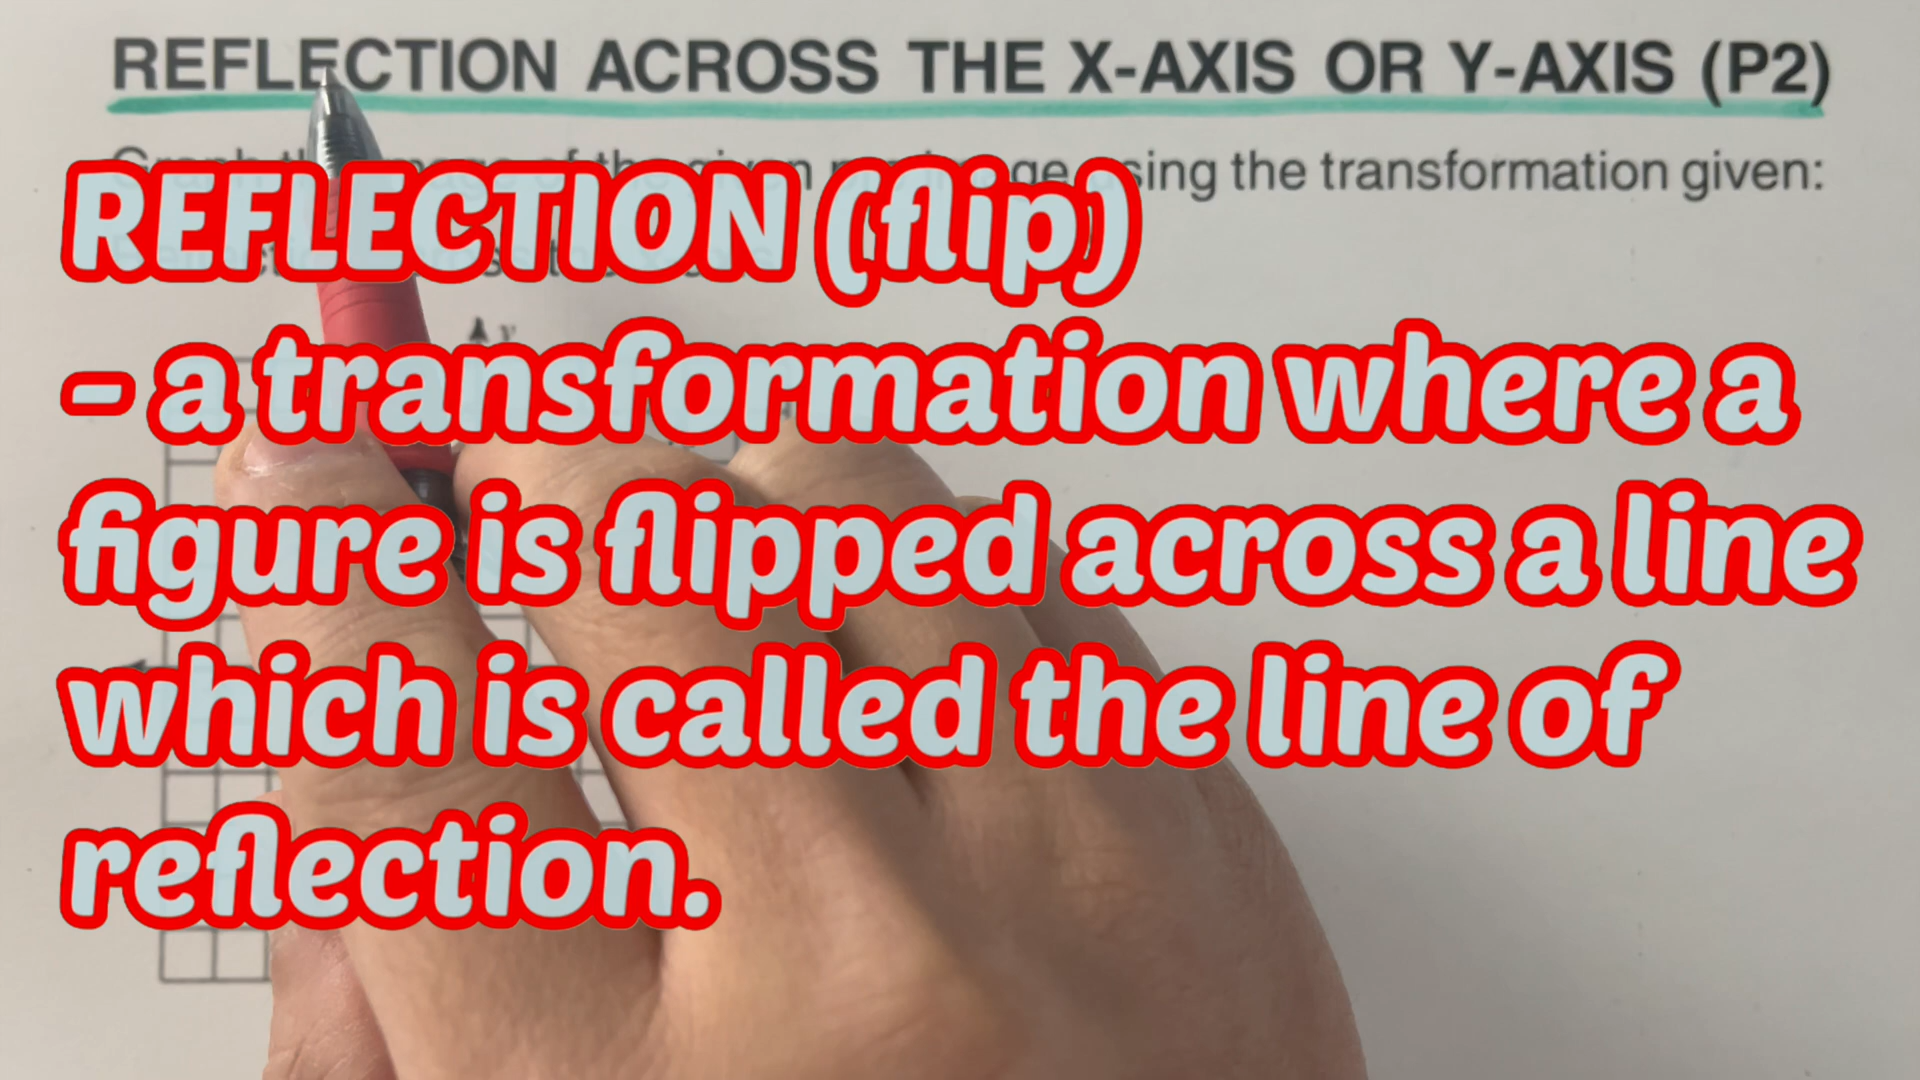 REFLECTION ACROSS THE X-AXIS OR Y-AXIS (P2)
using the transformation given:
REFLECTION (flip)
- a transformation where a
figure is flipped across a line
which is called the line of
reflection.